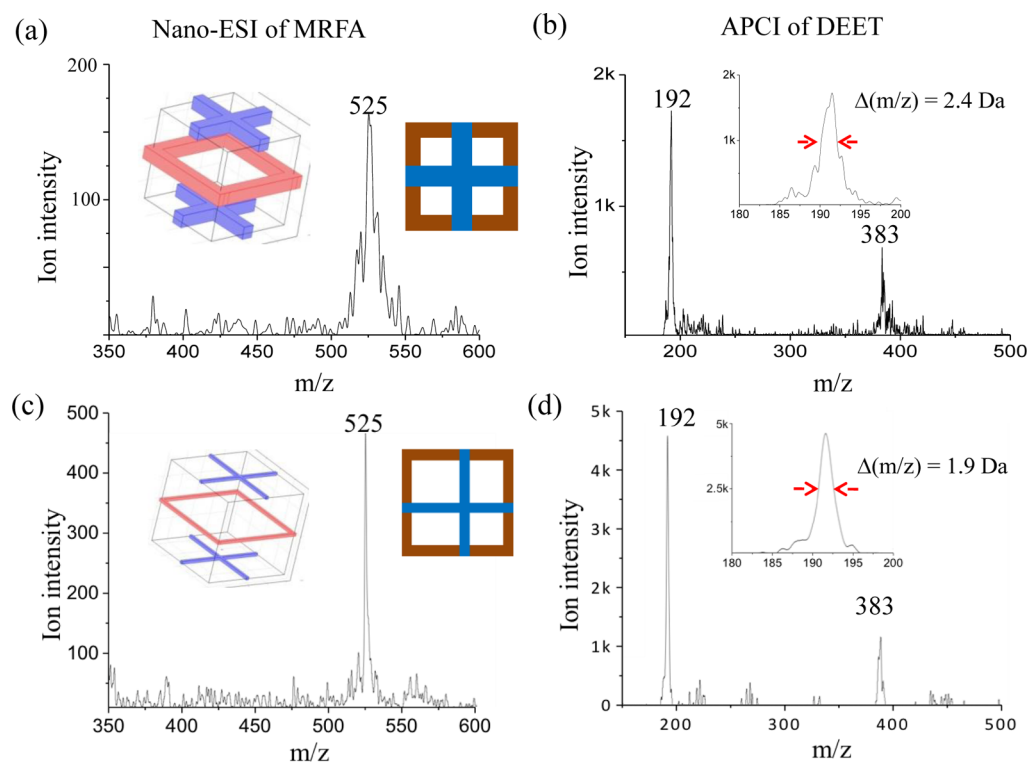 (a)
Nano-ESI of MRFA
200
100
0
Ion intensity
525
350
400
450
500
550
600
m/z
(b)
APCI of DEET
2k
1k
Ion intensity
192
383
200
300
400
500
m/z
2k
1k
180
185
190
195
200
Δ(m/z) = 2.4 Da
(c)
500
400
300
200
100
Ion intensity
525
350
400
450
500
550
600
m/z
(d)
5k
4k
3k
2k
1k
0
Ion intensity
192
383
200
300
400
500
m/z
5k
2.5k
180
185
190
195
200
Δ(m/z) = 1.9 Da